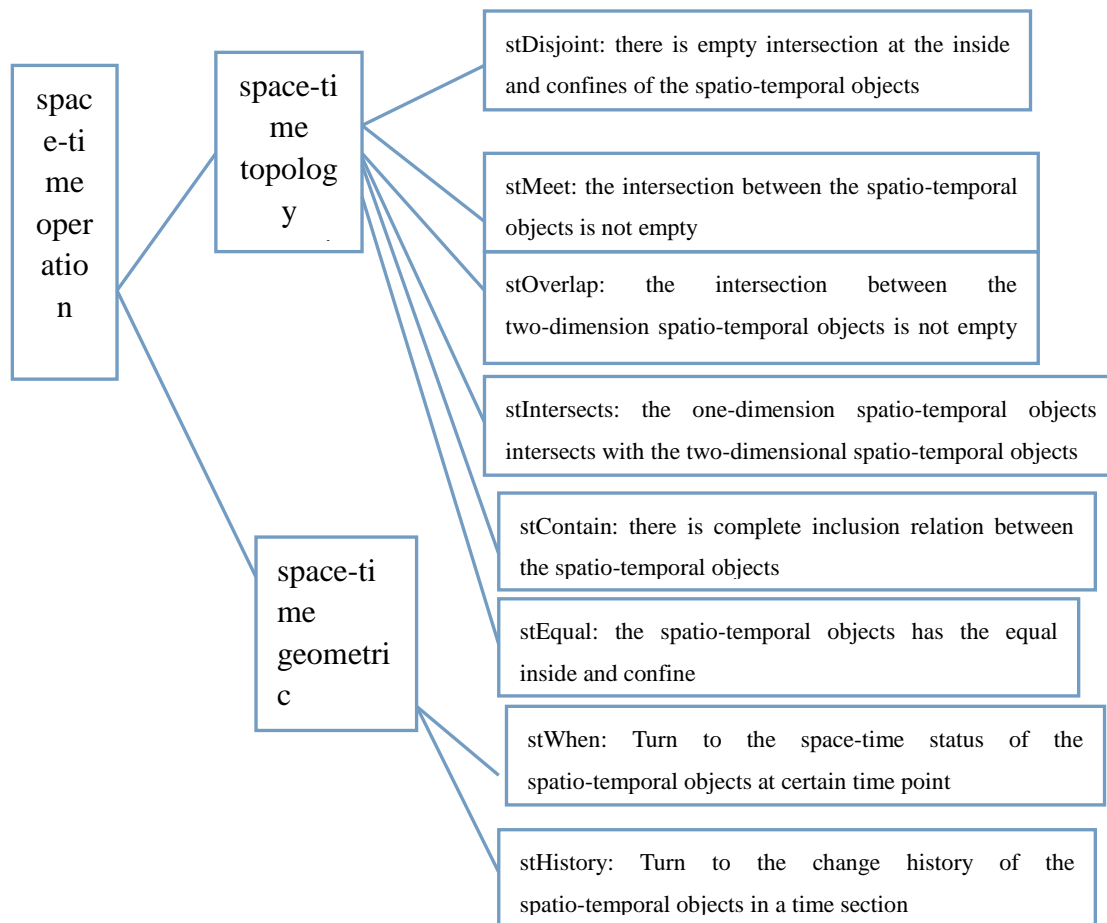 spac
e-ti
me
oper
atio
n
space-ti
me
topolog
y
space-ti
me
geometri
c
stDisjoint: there is empty intersection at the inside
and confines of the spatio-temporal objects
stMeet: the intersection between the spatio-temporal
objects is not empty
stOverlap: the intersection between the
two-dimension spatio-temporal objects is not empty
stIntersects: the one-dimension spatio-temporal objects
intersects with the two-dimensional spatio-temporal objects
stContain: there is complete inclusion relation between
the spatio-temporal objects
stEqual: the spatio-temporal objects has the equal
inside and confine
stWhen: Turn to the space-time status of the
spatio-temporal objects at certain time point
stHistory: Turn to the change history of the
spatio-temporal objects in a time section